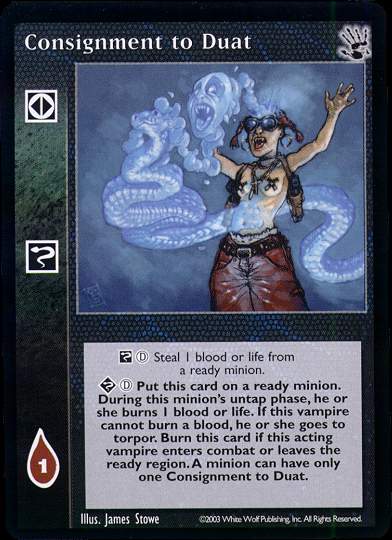 Consignment to Duat
D Steal 1 blood or life from
a ready minion.
D Put this card on a ready minion.
During this minion's untap phase, he or
she burns 1 blood or life. If this vampire
cannot burn a blood, he or she goes to
torpor. Burn this card if this acting
vampire enters combat or leaves the
ready region. A minion can have only
one Consignment to Duat.
1
Illus. James Stowe
©2003 White Wolf Publishing, Inc. All Rights Reserved.